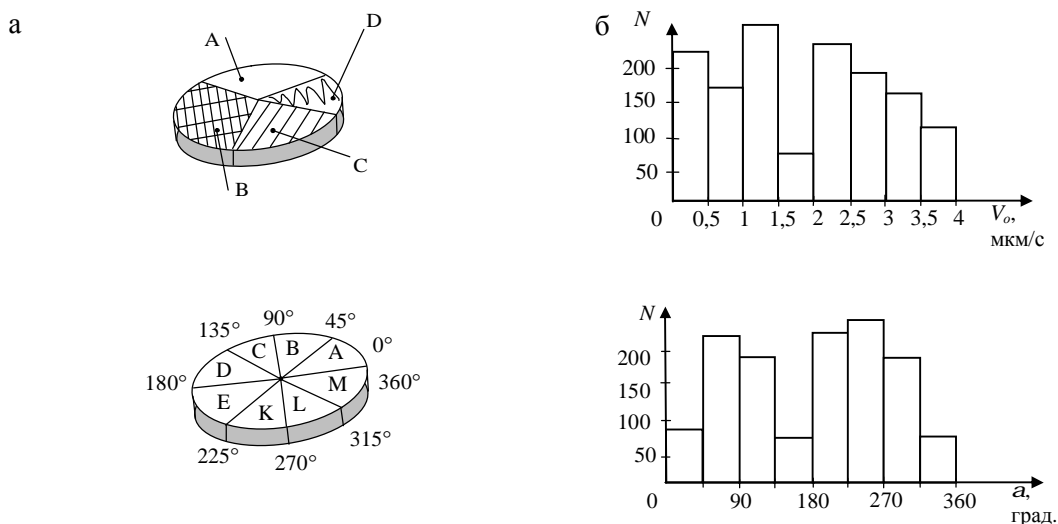 а
A
D
B
C
б
N
200
150
100
50
0
0,5 1 1,5 2 2,5 3 3,5 4
Vo,
мкм/с
135° 90° 45°
0°
180° 360°
225° 270° 315°
A
B
C
D
E
K
L
M
N
200
150
100
50
0 90 180 270 360
a,
град.